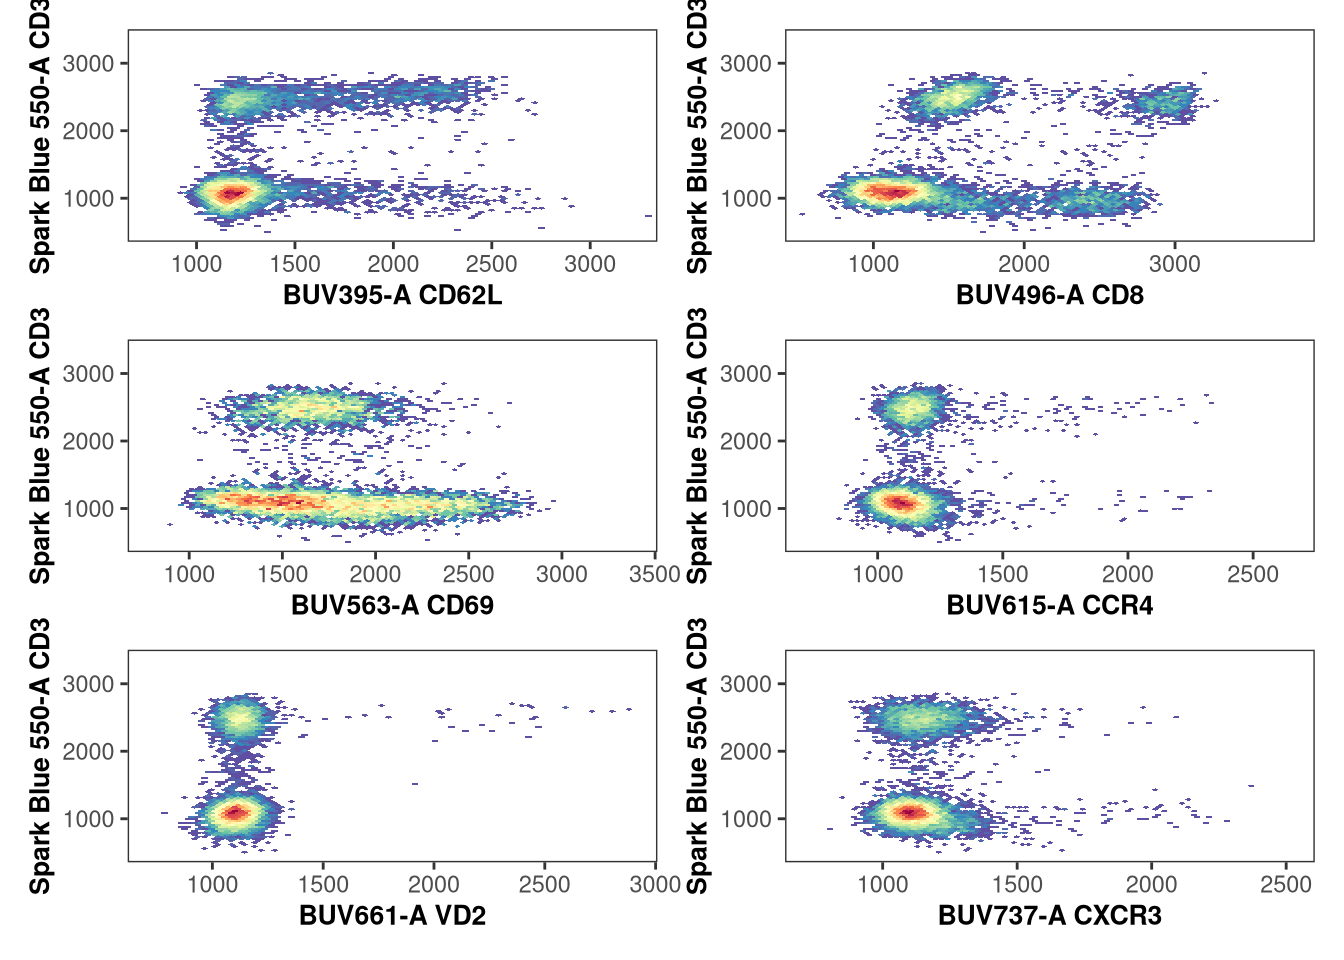 Spark Blue 550-A CD3
3000
2000
1000
1000 1500 2000 2500 3000
BUV395-A CD62L
Spark Blue 550-A CD3
3000
2000
1000
1000 2000 3000
BUV496-A CD8
Spark Blue 550-A CD3
3000
2000
1000
1000 1500 2000 2500 3000 3500
BUV563-A CD69
Spark Blue 550-A CD3
3000
2000
1000
1000 1500 2000 2500
BUV615-A CCR4
Spark Blue 550-A CD3
3000
2000
1000
1000 1500 2000 2500 3000
BUV661-A VD2
Spark Blue 550-A CD3
3000
2000
1000
1000 1500 2000 2500
BUV737-A CXCR3